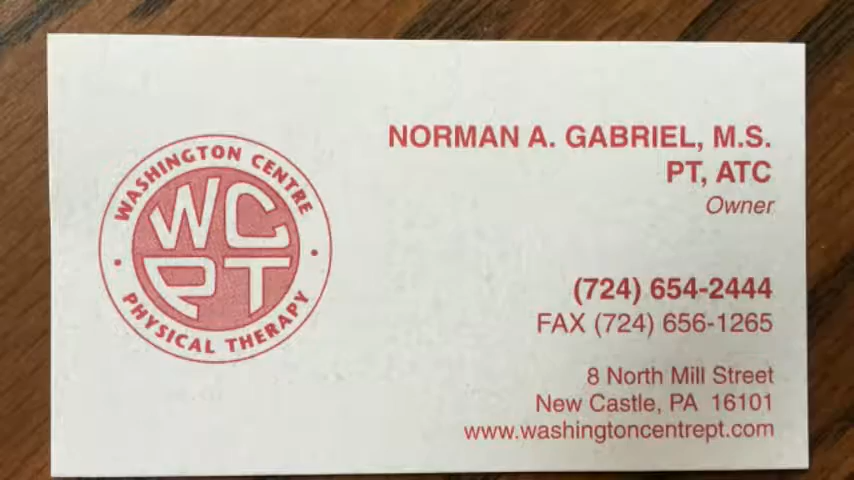 WASHINGTON CENTRE
WC
PT
PHYSICAL THERAPY
NORMAN A. GABRIEL, M.S.
PT, ATC
Owner
(724) 654-2444
FAX (724) 656-1265
8 North Mill Street
New Castle, PA 16101
www.washingtoncentrept.com